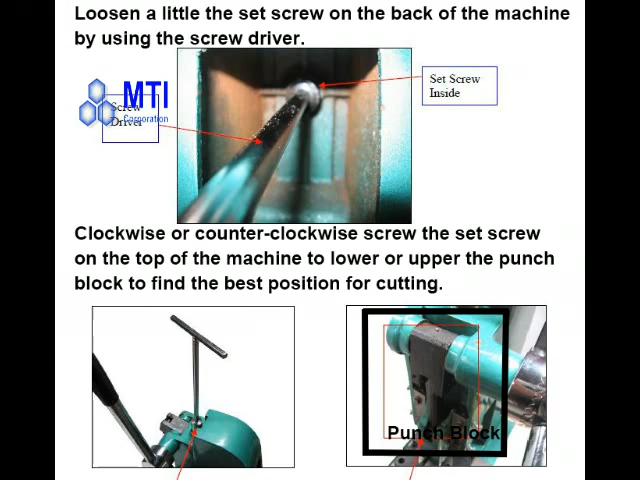 Loosen a little the set screw on the back of the machine
by using the screw driver.
Set Screw
Inside
MTI
Corporation
Screw
Driver
Clockwise or counter-clockwise screw the set screw
on the top of the machine to lower or upper the punch
block to find the best position for cutting.
Punch Block